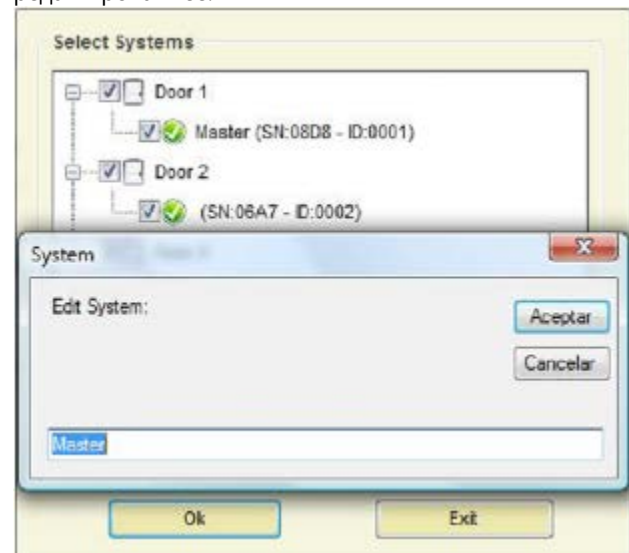 Select Systems
Door 1
Master (SN:08D8 - ID:0001)
Door 2
(SN:06A7 - ID:0002)
System
Edit System:
Aceptar
Cancelar
Master
Ok
Exit